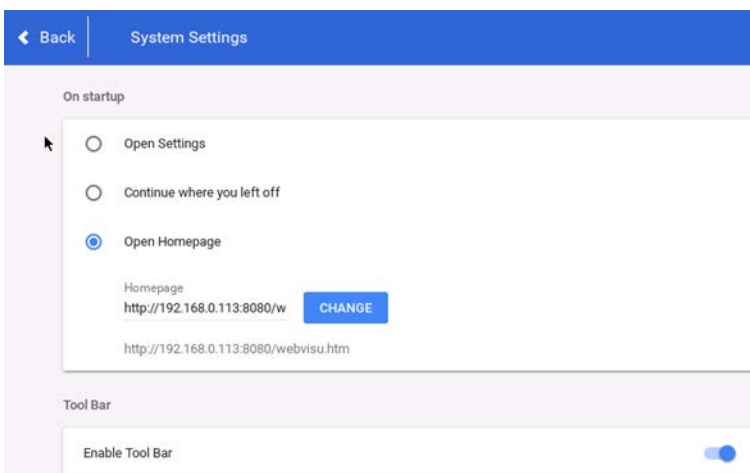 Back System Settings
On startup
Open Settings
Continue where you left off
Open Homepage
Homepage
http://192.168.0.113:8080/w CHANGE
http://192.168.0.113:8080/webvisu.htm
Tool Bar
Enable Tool Bar